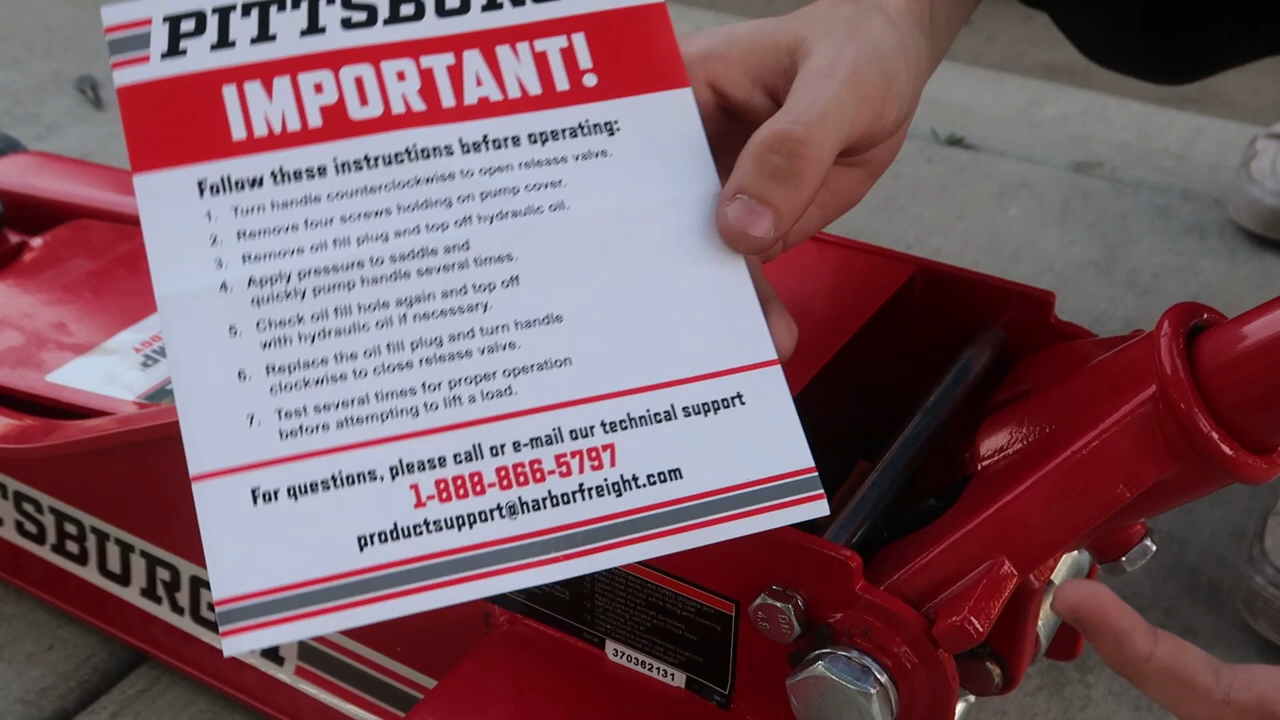 PITTSBURG
IMPORTANT!
Follow these instructions before operating:
1. Turn handle counterclockwise to open release valve.
2. Remove four screws holding on pump cover.
3. Remove oil fill plug and top off hydraulic oil.
4. Apply pressure to saddle and
quickly pump handle several times.
5. Check oil fill hole again and top off
with hydraulic oil if necessary.
6. Replace the oil fill plug and turn handle
clockwise to close release valve.
7. Test several times for proper operation
before attempting to lift a load.
For questions, please call or e-mail our technical support
1-888-866-5797
productsupport@harborfreight.com
TSBURG
370362131